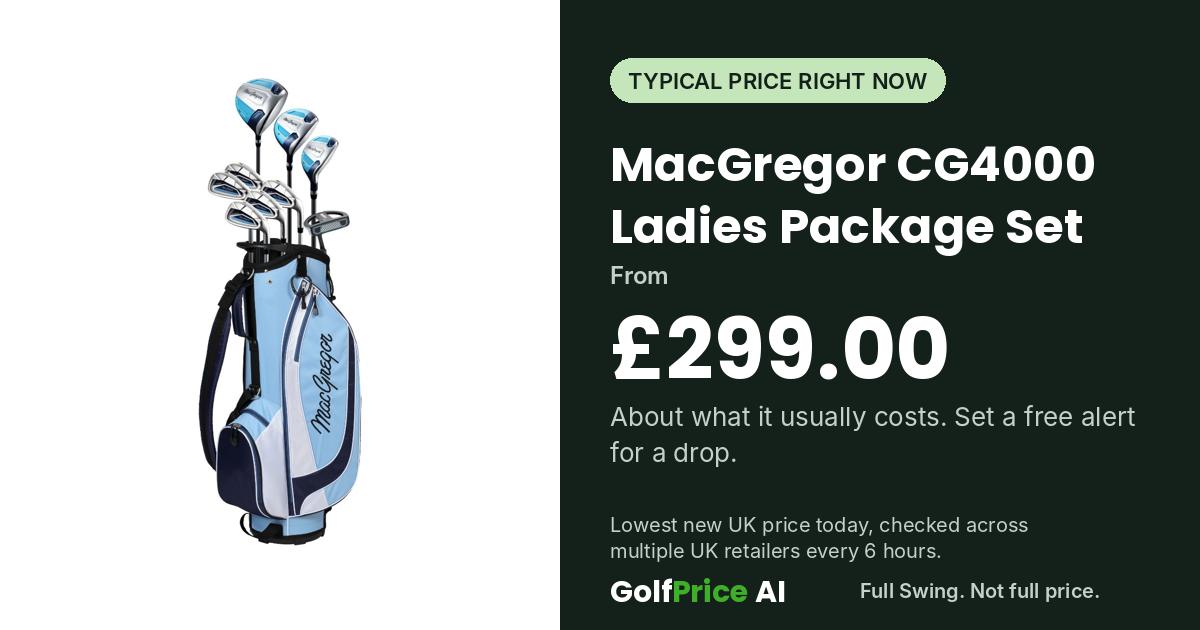 TYPICAL PRICE RIGHT NOW
MacGregor CG4000
Ladies Package Set
From
£299.00
About what it usually costs. Set a free alert
for a drop.
Lowest new UK price today, checked across
multiple UK retailers every 6 hours.
GolfPrice AI
Full Swing. Not full price.
MacGregor